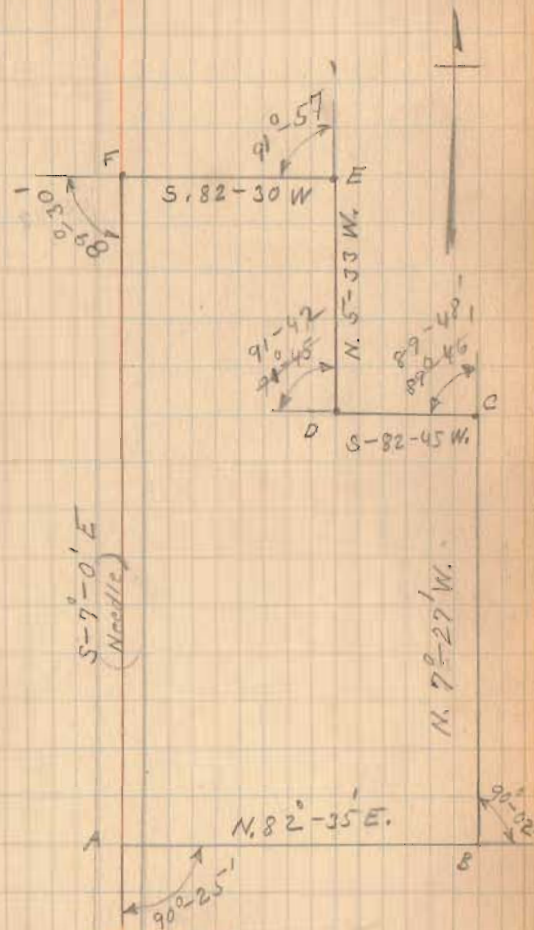 91°-57
F
E
S. 82-30 W
89°-30'
N. 5-33 W.
91-42
91°-45
89-48'
89°-46
C
D
S-82-45 W.
S-7°-0' E
(Needle)
N. 7°-27' W.
90°-02
N. 82°-35' E.
A
B
90°-25'